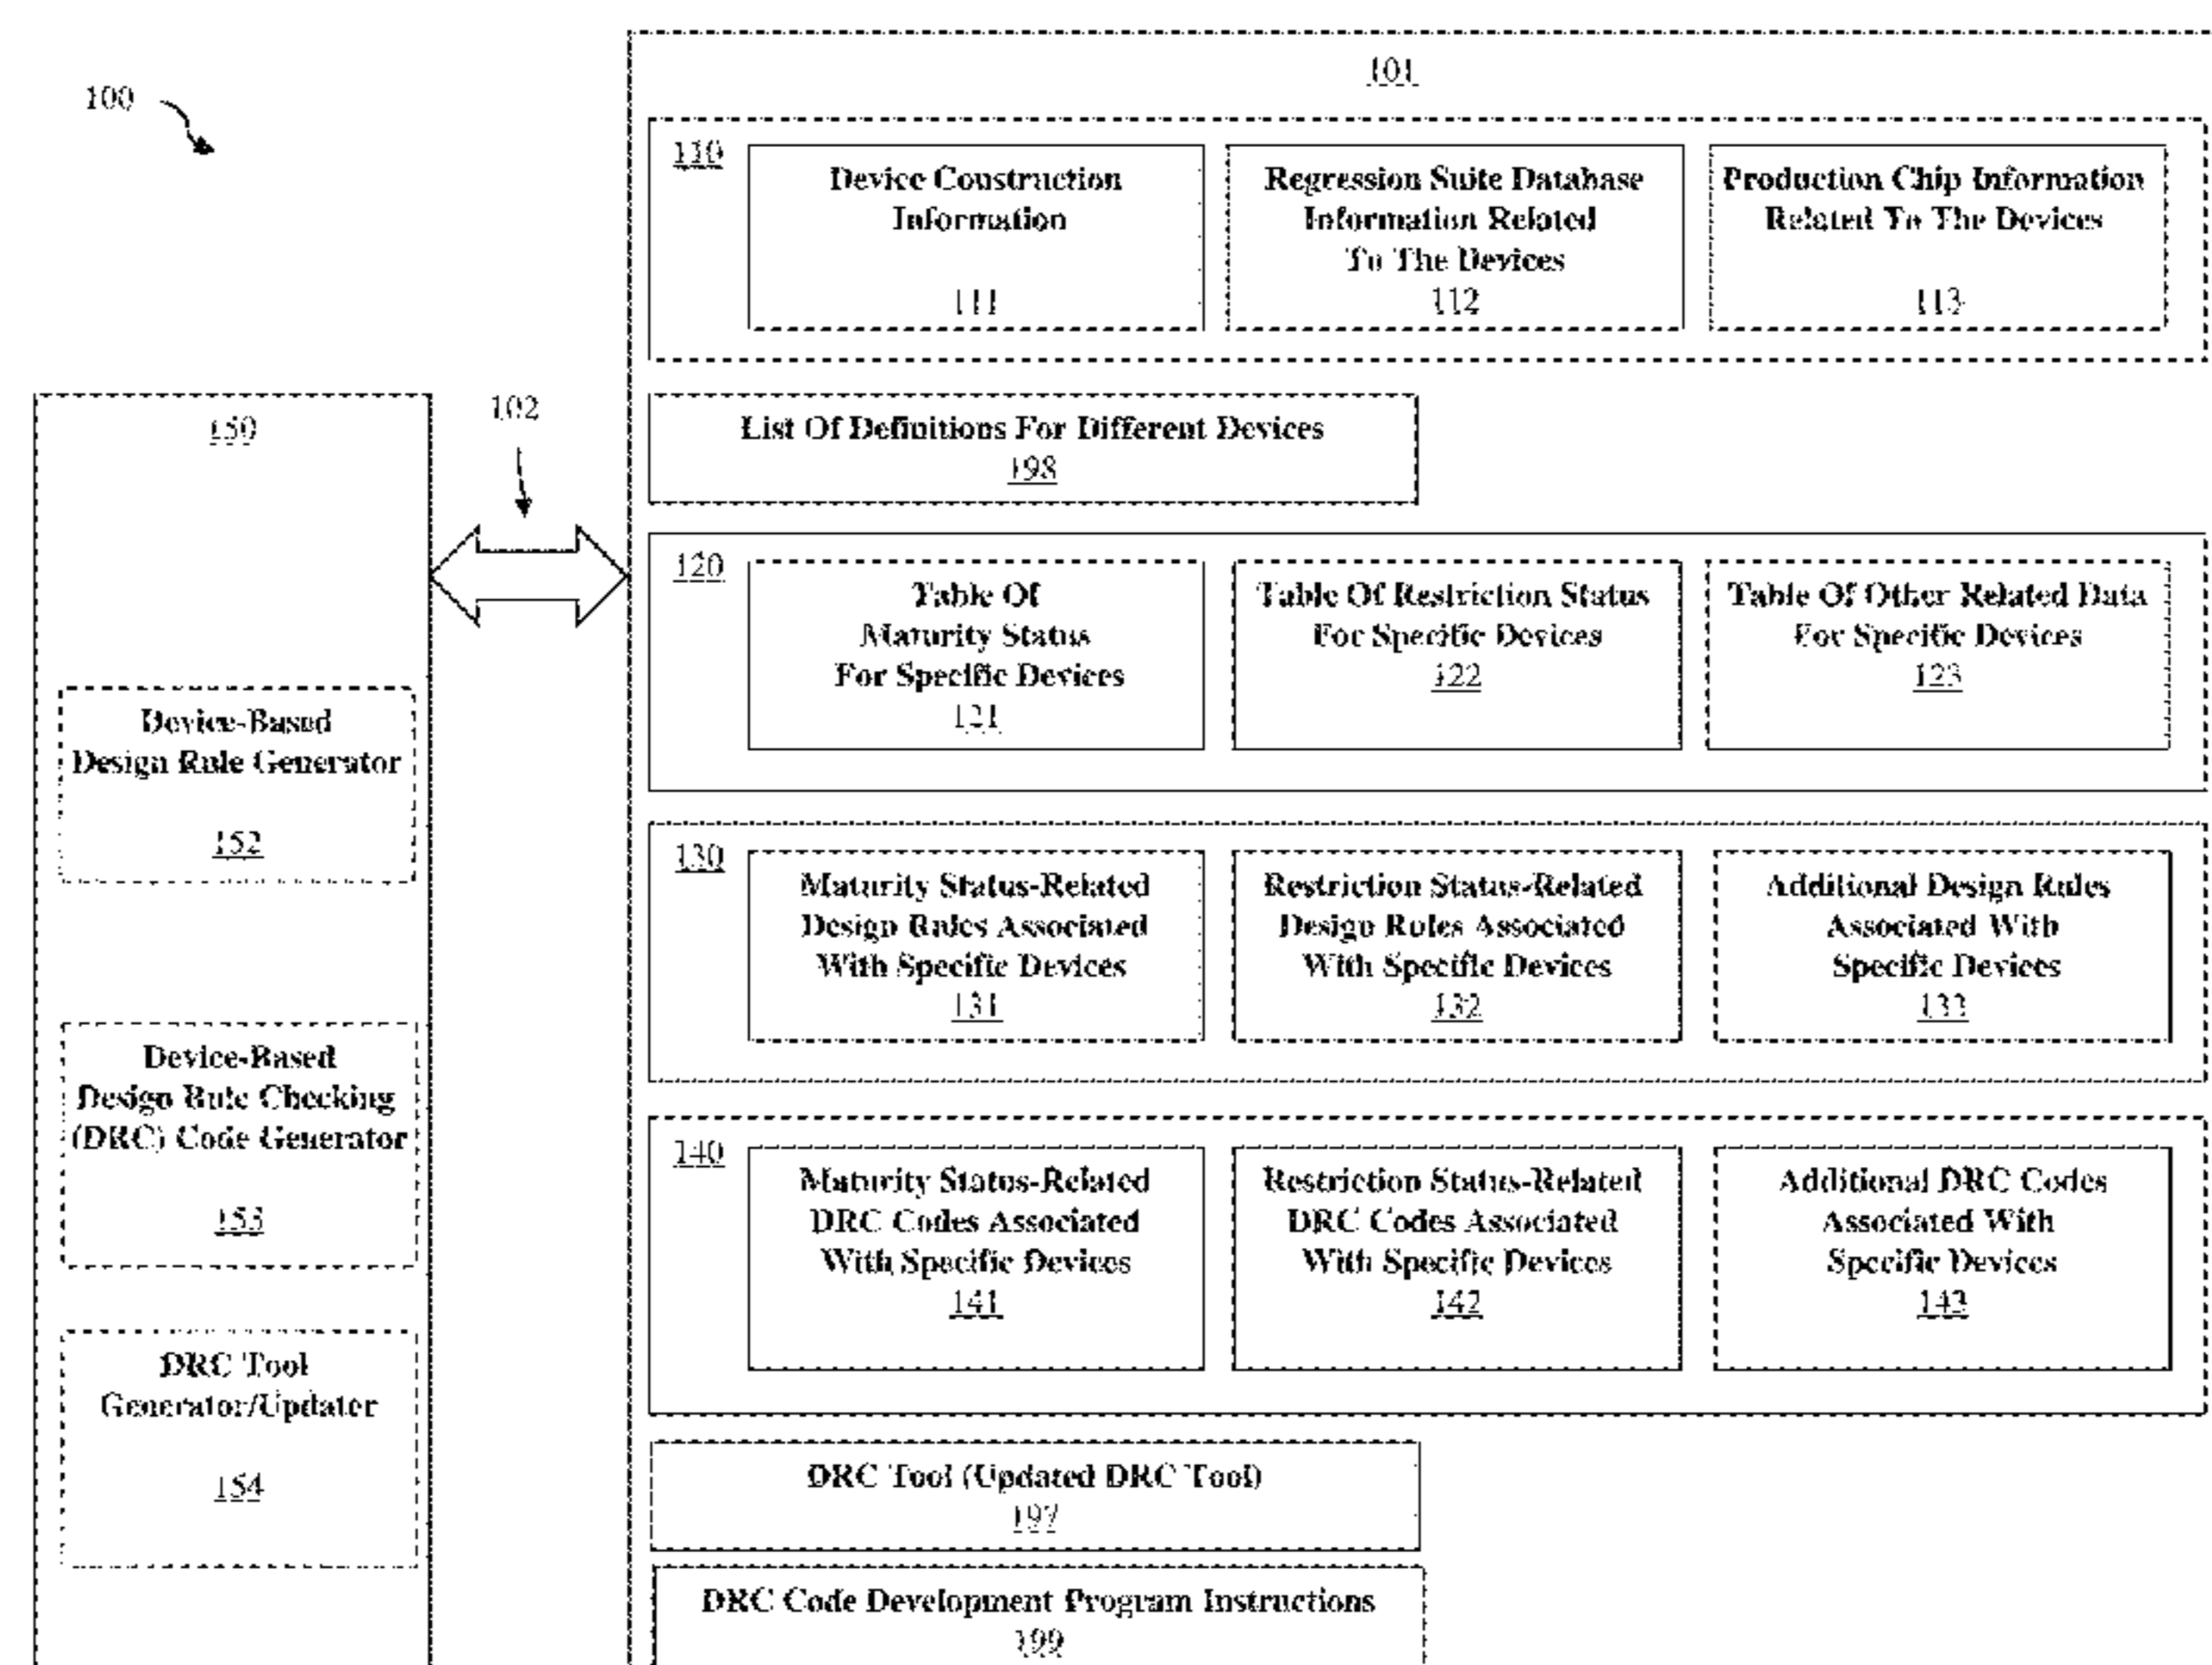 100
101
110
Device Construction
Information
111
Regression Suite Database
Information Related
To The Devices
112
Production Chip Information
Related To The Devices
113
150
102
List Of Definitions For Different Devices
198
120
Table Of
Maturity Status
For Specific Devices
121
Table Of Restriction Status
For Specific Devices
122
Table Of Other Related Data
For Specific Devices
123
Device-Based
Design Rule Generator
152
130
Maturity Status-Related
Design Rules Associated
With Specific Devices
131
Restriction Status-Related
Design Rules Associated
With Specific Devices
132
Additional Design Rules
Associated With
Specific Devices
133
Device-Based
Design Rule Checking
(DRC) Code Generator
153
140
Maturity Status-Related
DRC Codes Associated
With Specific Devices
141
Restriction Status-Related
DRC Codes Associated
With Specific Devices
142
Additional DRC Codes
Associated With
Specific Devices
143
DRC Tool
Generator/Updater
154
DRC Tool (Updated DRC Tool)
197
DRC Code Development Program Instructions
199